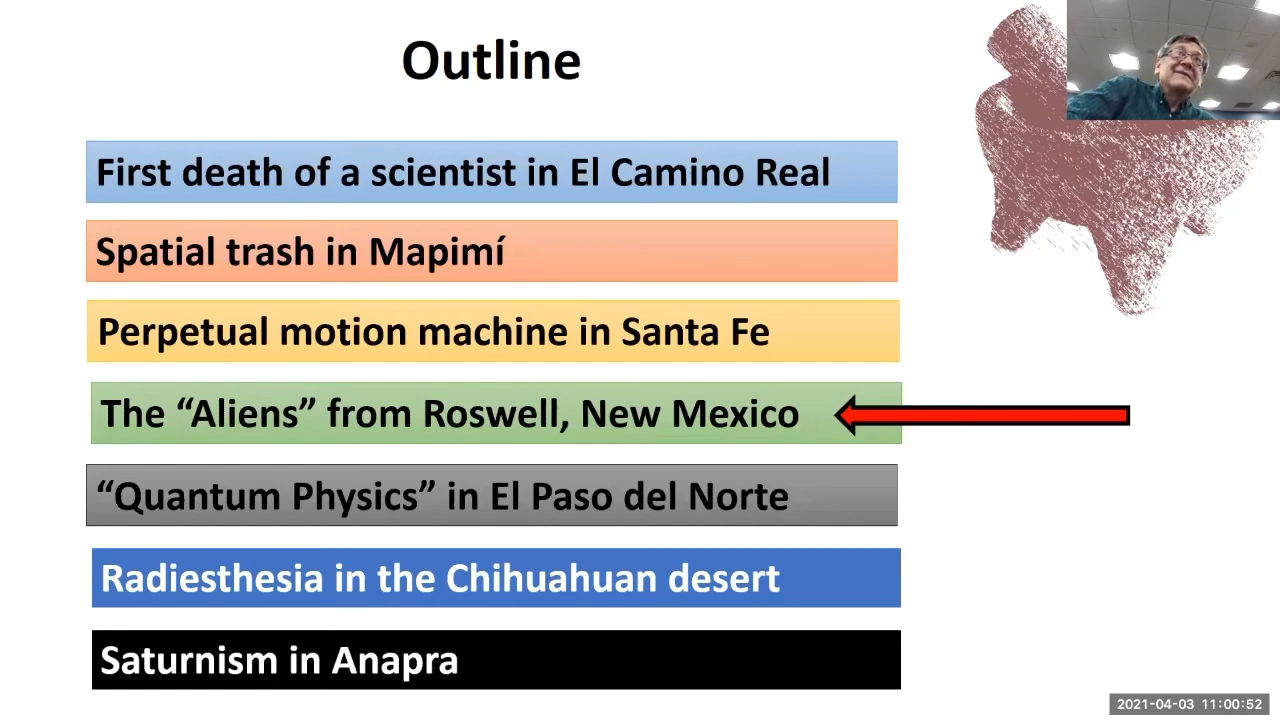 Outline
First death of a scientist in El Camino Real
Spatial trash in Mapimí
Perpetual motion machine in Santa Fe
The “Aliens” from Roswell, New Mexico
“Quantum Physics” in El Paso del Norte
Radiesthesia in the Chihuahuan desert
Saturnism in Anapra
2021-04-03 11:00:52